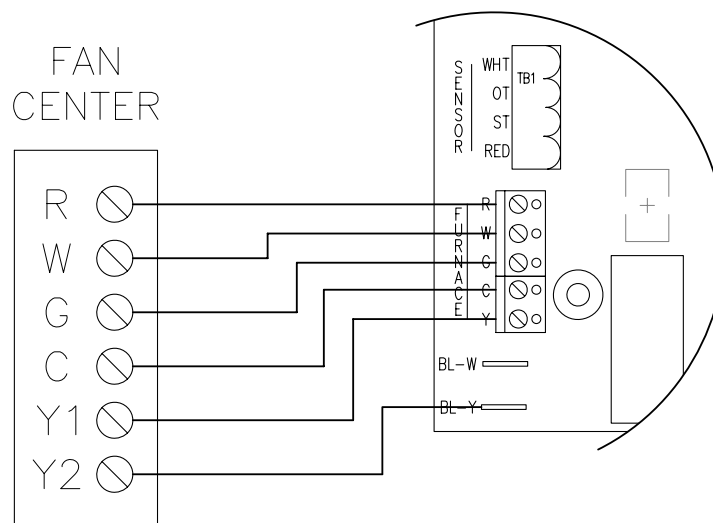 FAN
CENTER
R
W
G
C
Y1
Y2
SENSOR
WHT
OT
ST
RED
TB1
FURNACE
R
W
G
C
Y
BL-W
BL-Y